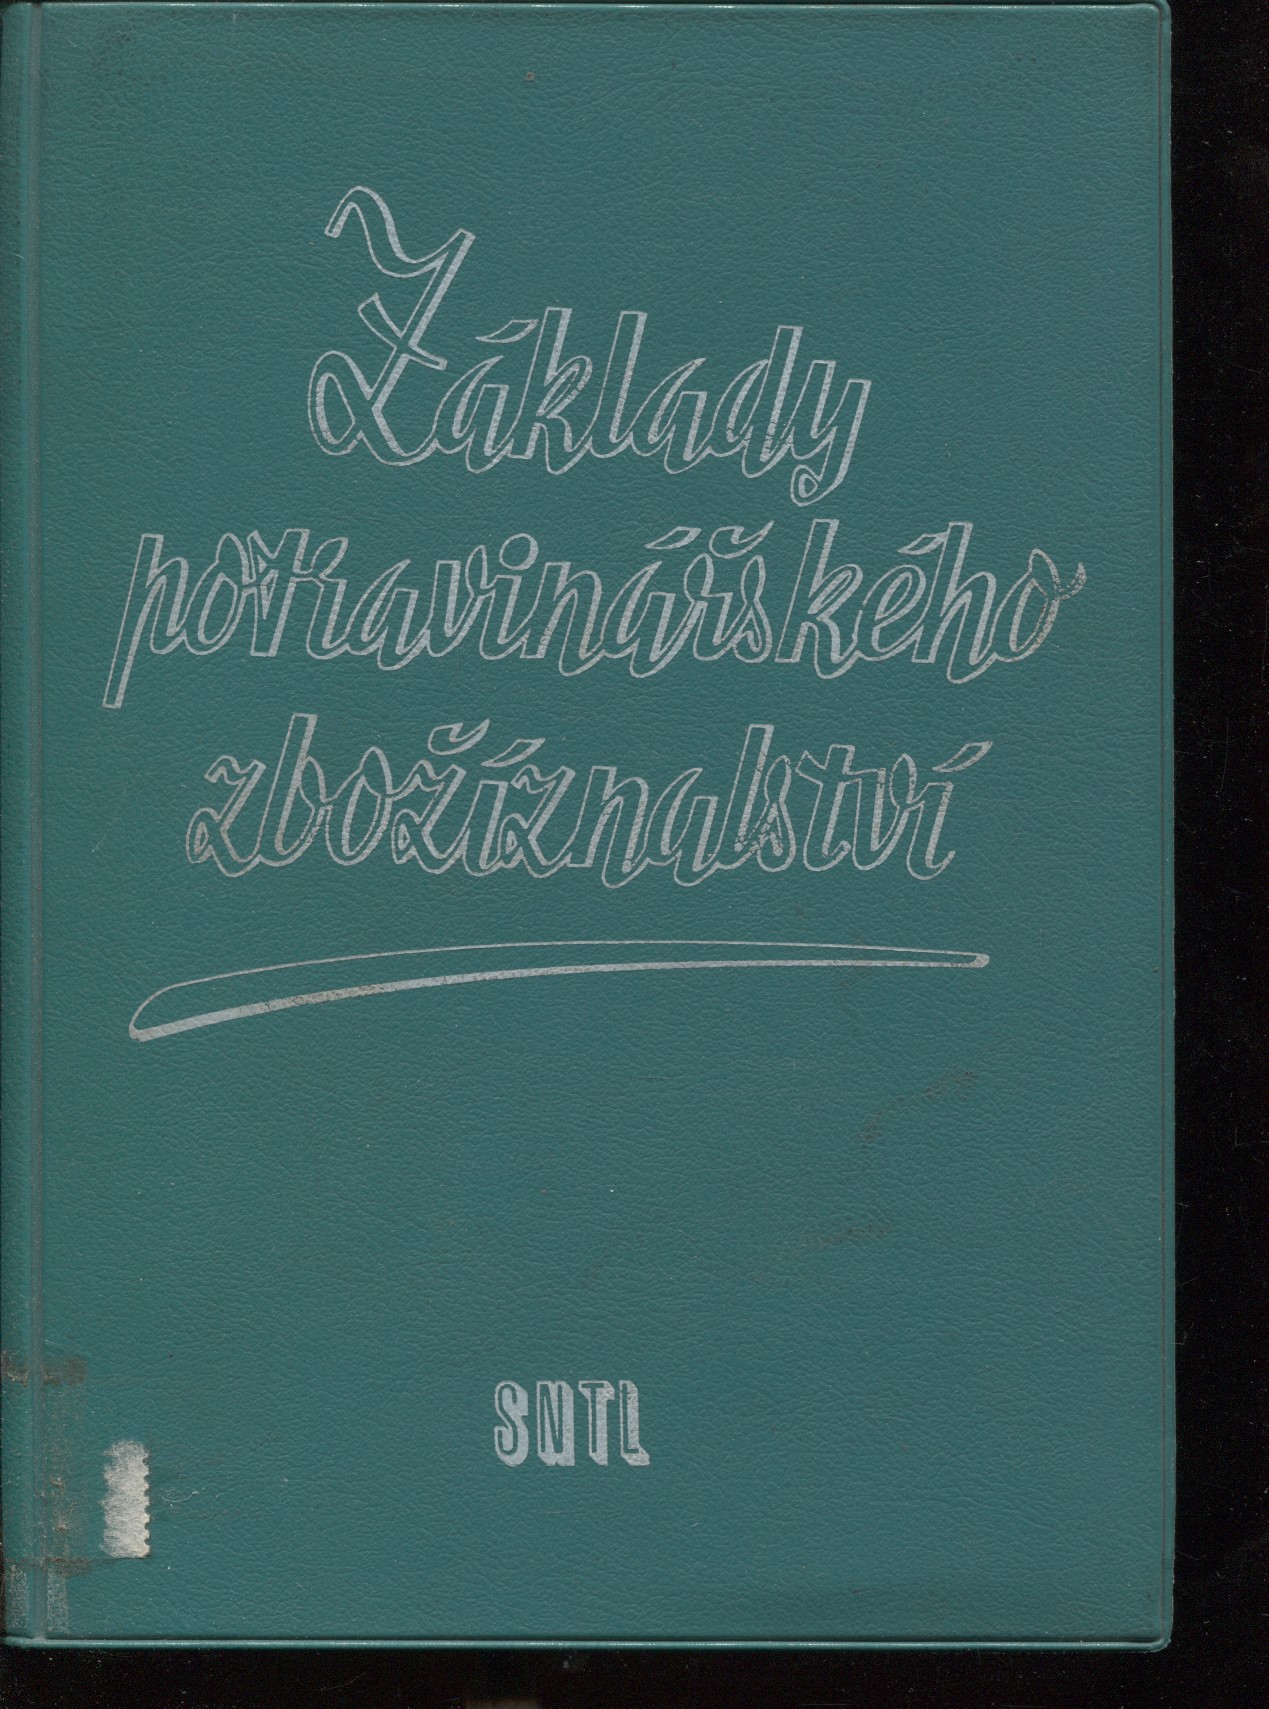 Základy
potravinářského
zbožíznalství
SNTL